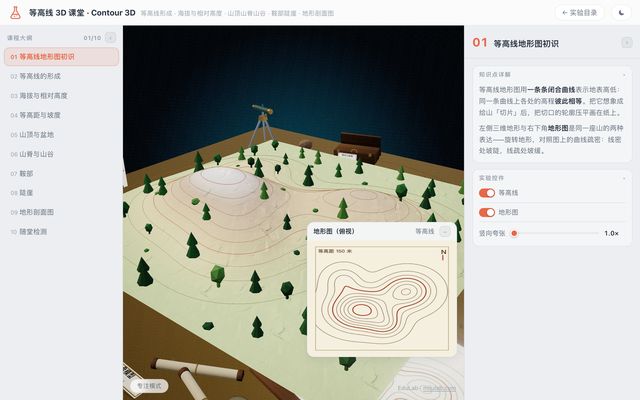 等高线 3D 课堂 · Contour 3D
等高线地形图 · 海拔与相对高度 · 山顶山脊山谷 · 鞍部陡崖 · 地形剖面图
← 实验目录
课程大纲
01/10
01 等高线地形图初识
02 等高线的形成
03 海拔与相对高度
04 等高距与坡度
05 山顶与盆地
06 山脊与山谷
07 鞍部
08 陡崖
09 地形剖面图
10 随堂检测
地形图（俯视）
等高线
等高距 150 米
N
专注模式
EduLab
01 等高线地形图初识
知识点详解
等高线地形图用一条条闭合曲线表示地表高低：
同一条曲线上各处的高程彼此相等。把它想象成
给山「切片」后，把切口的轮廓压平画在纸上。
左侧三维地形与右下角地形图是同一座山的两种
表达——旋转地形，对照图上的曲线疏密：线密
处坡陡，线疏处坡缓。
实验控件
等高线
地形图
竖向夸张
1.0×